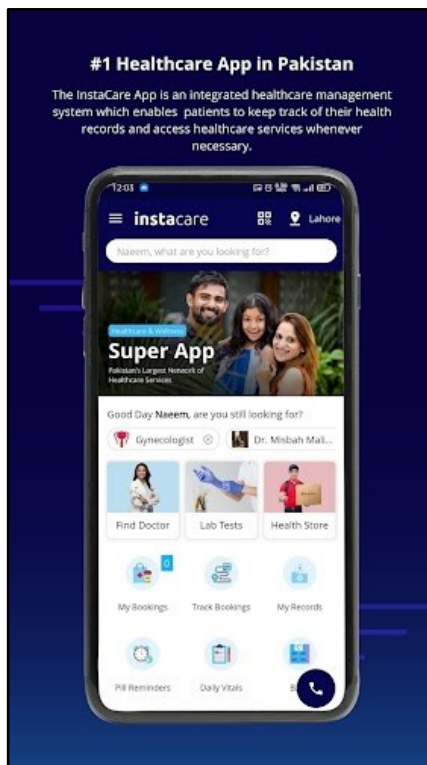 #1 Healthcare App in Pakistan
The InstaCare App is an integrated healthcare management
system which enables patients to keep track of their health
records and access healthcare services whenever
necessary.
12:03
instacare
Lahore
Naeem, what are you looking for?
Healthcare & Wellness
Super App
Pakistan's Largest Network of
Healthcare Services
Good Day Naeem, are you still looking for?
Gynecologist
Dr. Misbah Mali...
Find Doctor
Lab Tests
Health Store
0
My Bookings
Track Bookings
My Records
Pill Reminders
Daily Vitals